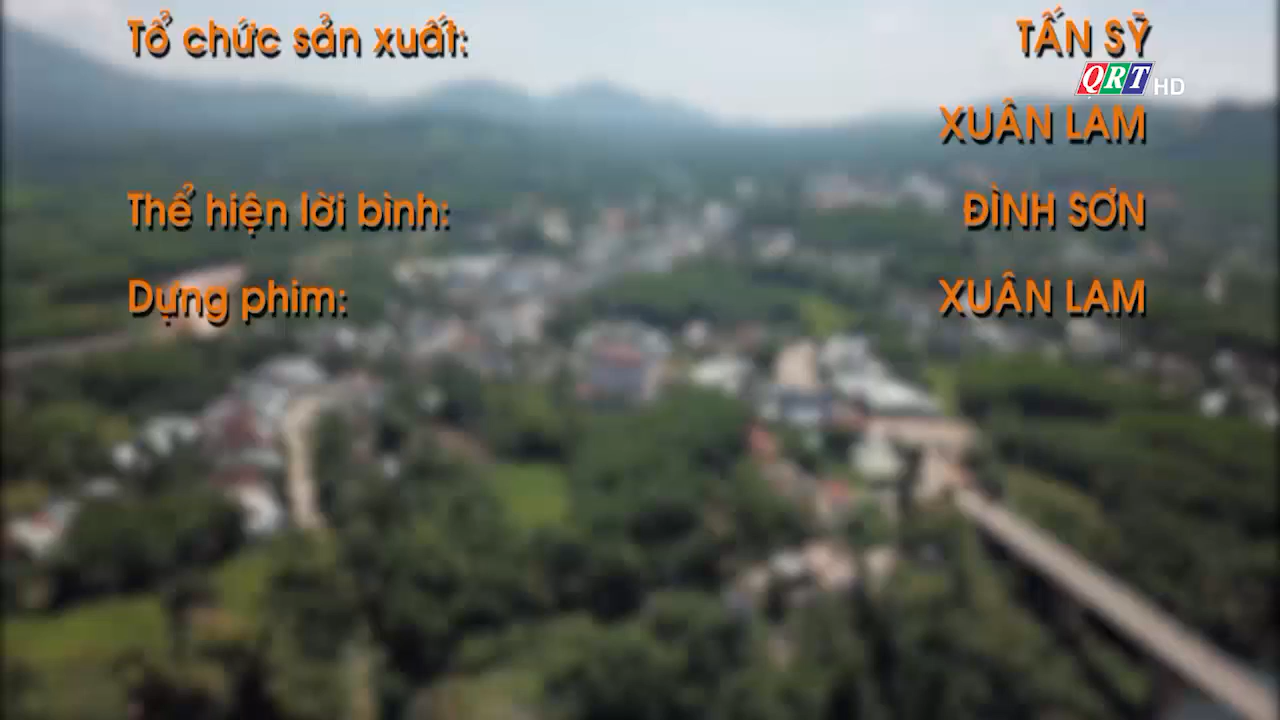 Tổ chức sản xuất: TẤN SỸ
QRT HD
XUÂN LAM
Thể hiện lời bình: ĐÌNH SƠN
Dựng phim: XUÂN LAM